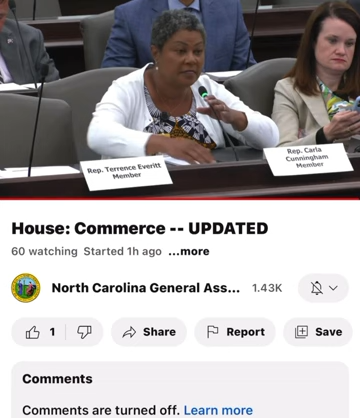 Rep. Terrence Everitt
Member
Rep. Carla
Cunningham
Member
House: Commerce -- UPDATED
60 watching Started 1h ago ...more
North Carolina General Ass... 1.43K
1 Share Report Save
Comments
Comments are turned off. Learn more